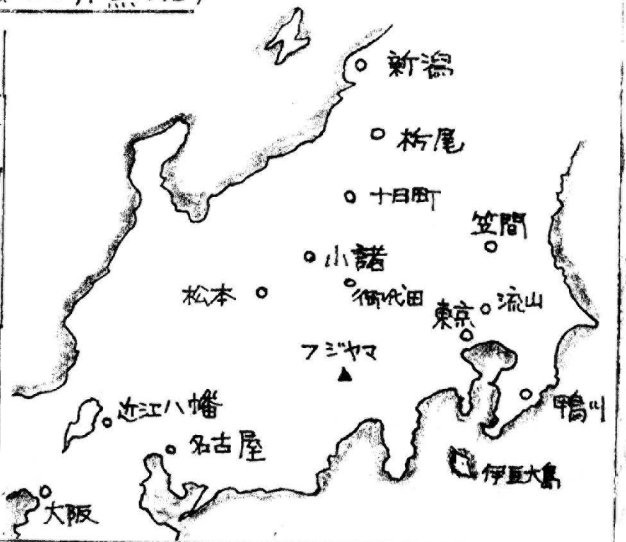 新潟
栃尾
十日町
笠間
小諸
松本
御代田
流山
東京
フジヤマ
近江八幡
鴨川
名古屋
伊豆大島
大阪